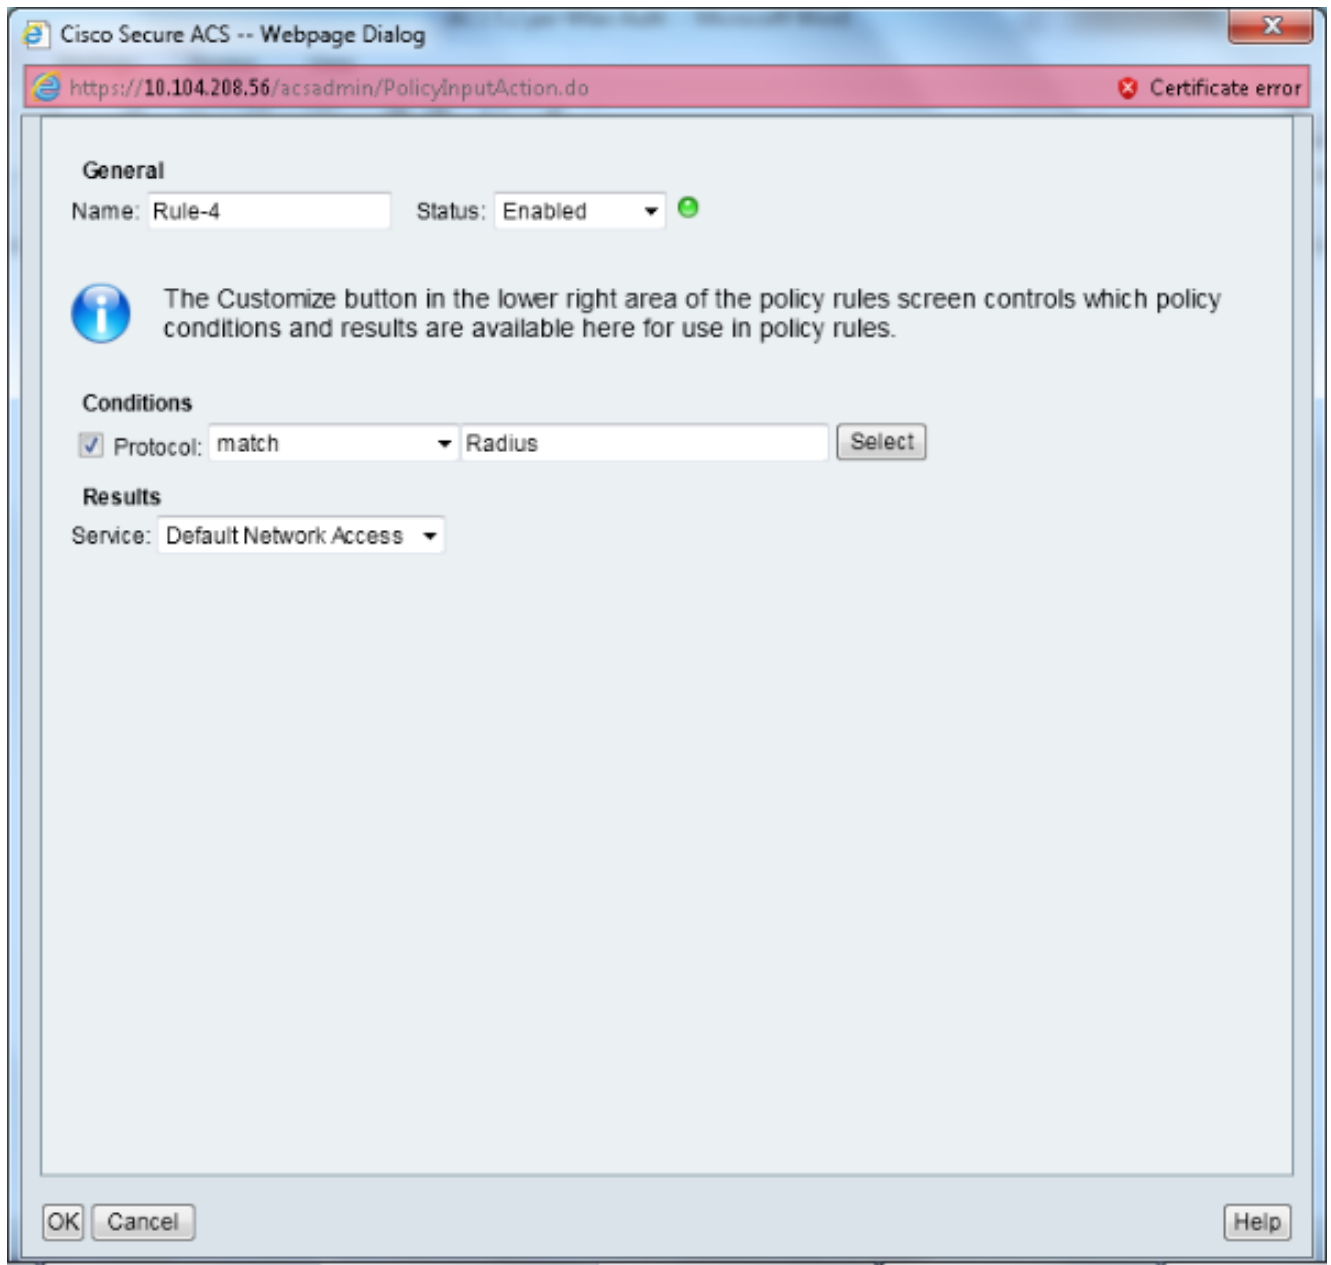 Cisco Secure ACS -- Webpage Dialog
https://10.104.208.56/acsadmin/PolicyInputAction.do Certificate error
General
Name: Rule-4 Status: Enabled
The Customize button in the lower right area of the policy rules screen controls which policy
conditions and results are available here for use in policy rules.
Conditions
Protocol: match Radius Select
Results
Service: Default Network Access
OK Cancel Help